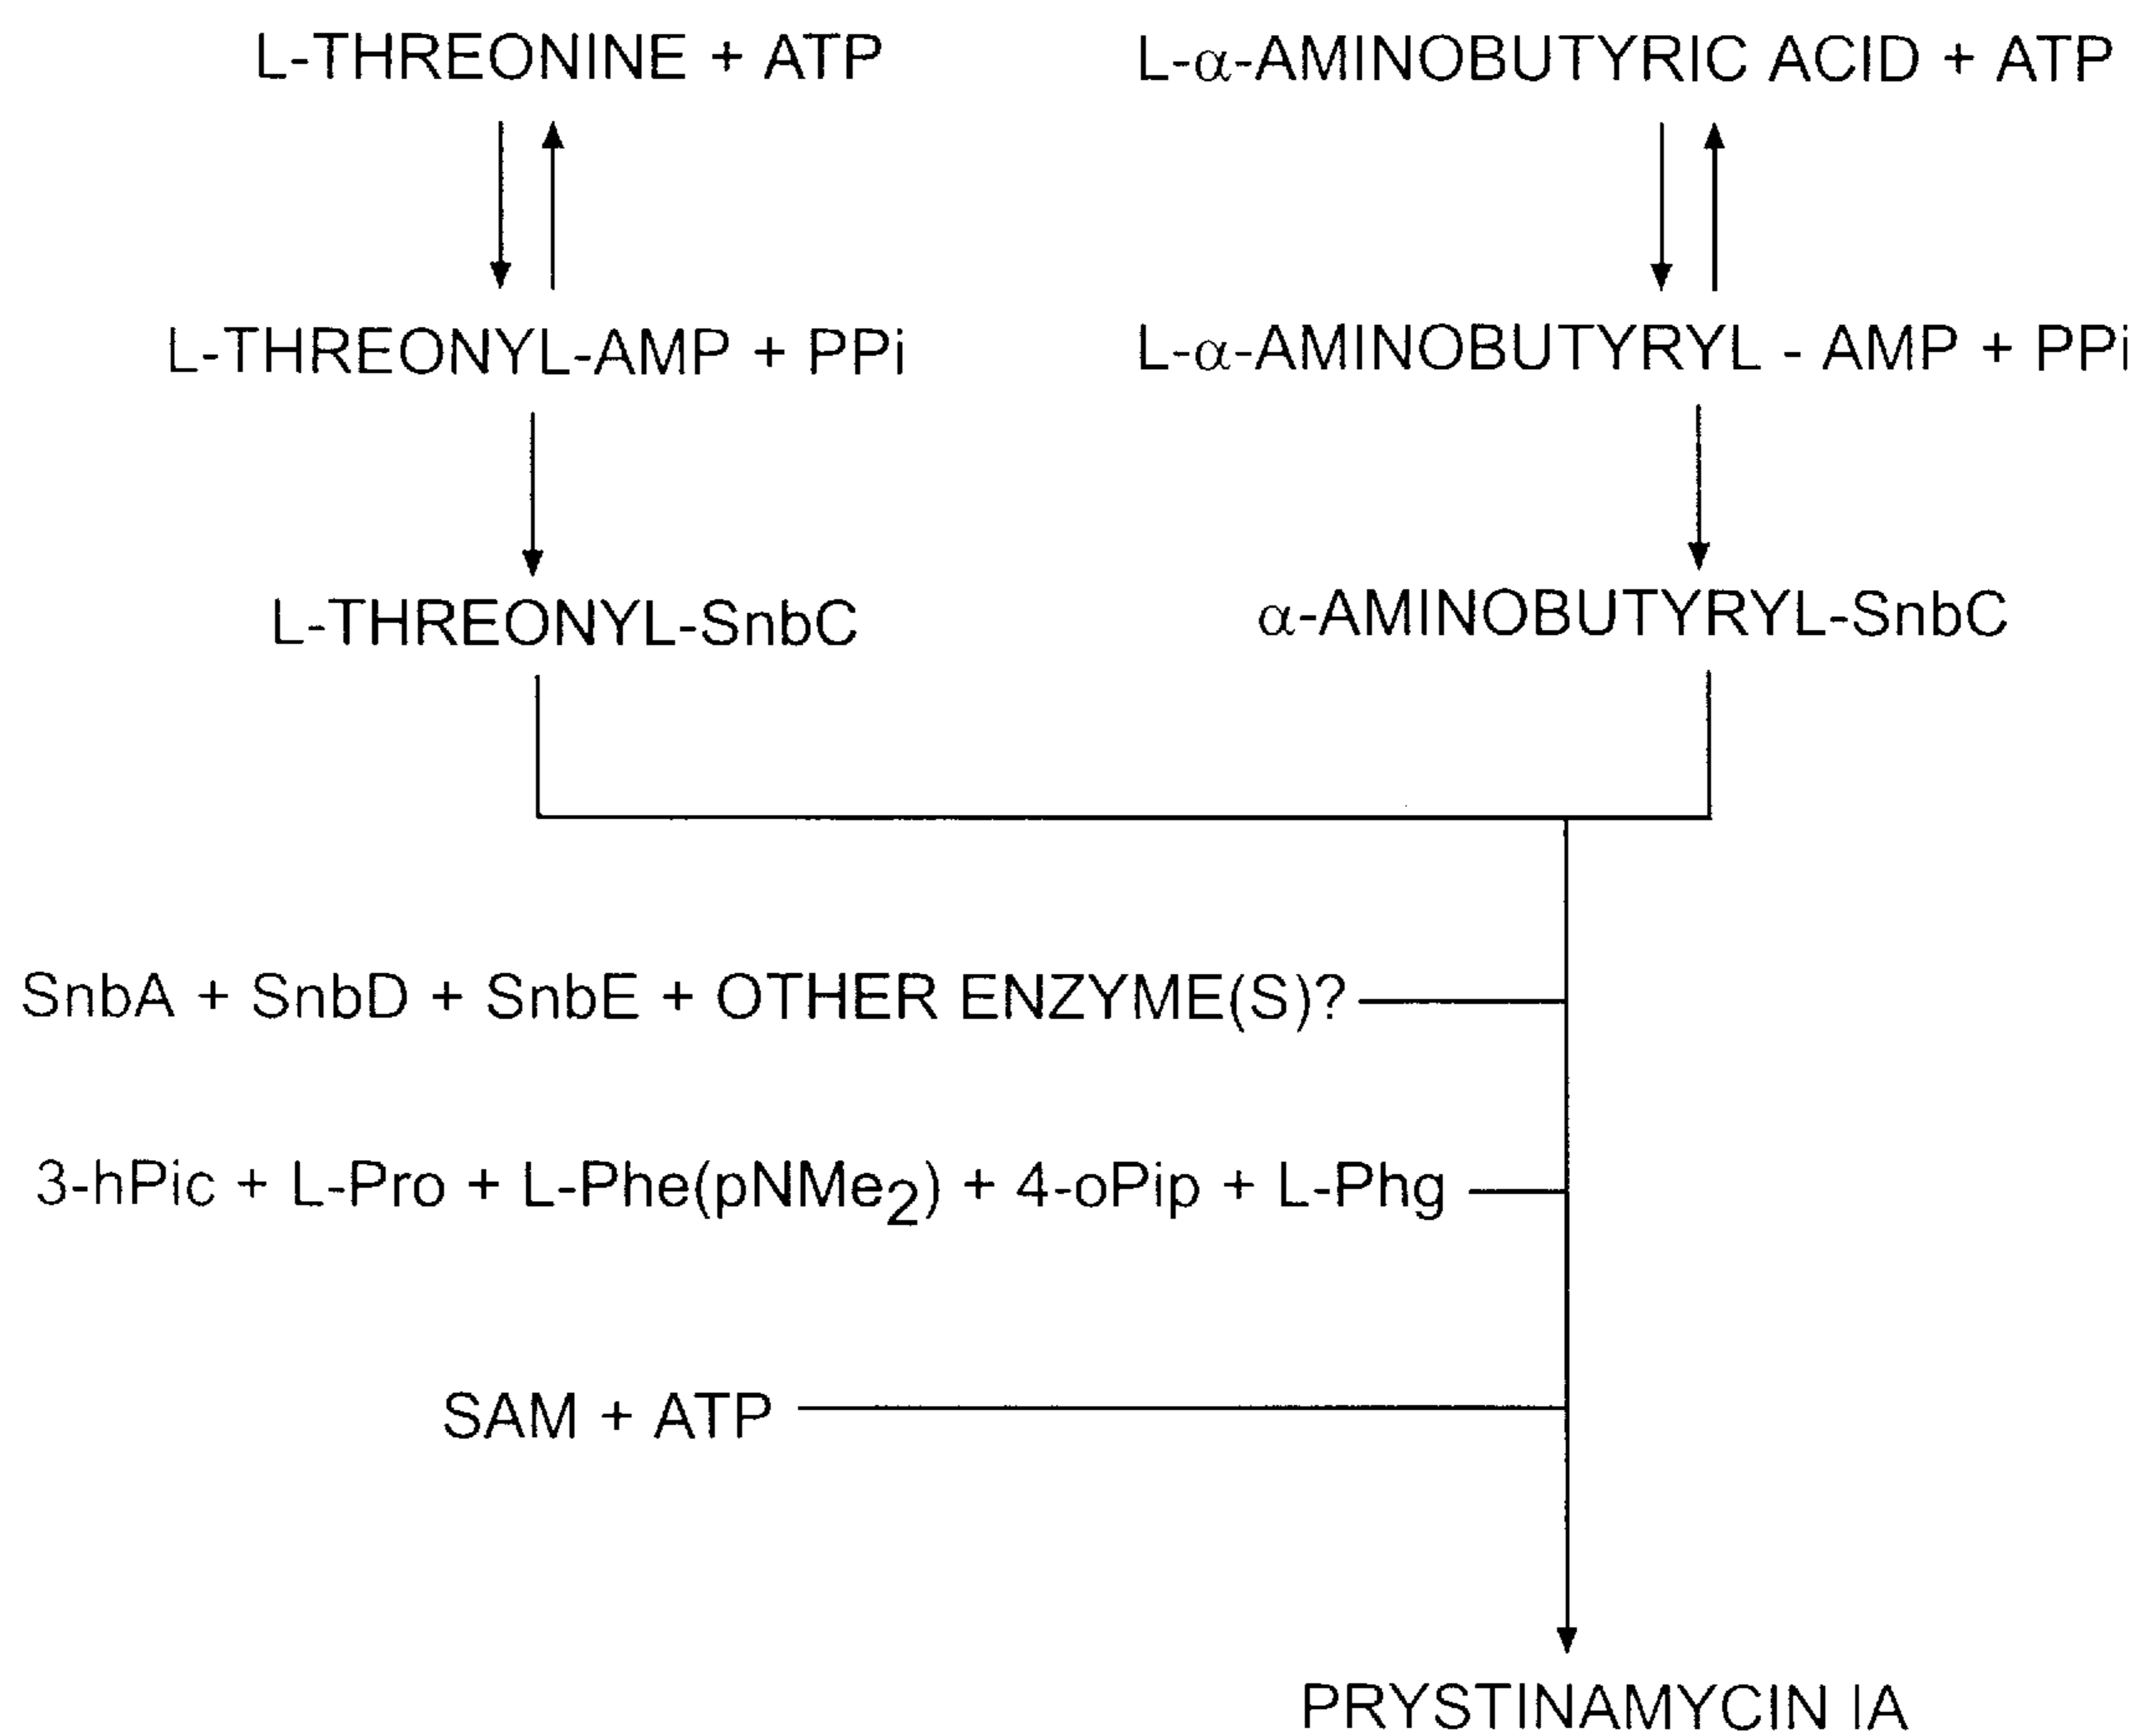 L-THREONINE + ATP
L-α-AMINOBUTYRIC ACID + ATP
L-THREONYL-AMP + PPi
L-α-AMINOBUTYRYL - AMP + PPi
L-THREONYL-SnbC
α-AMINOBUTYRYL-SnbC
SnbA + SnbD + SnbE + OTHER ENZYME(S)?
3-hPic + L-Pro + L-Phe(pNMe2) + 4-oPip + L-Phg
SAM + ATP
PRYSTINAMYCIN IA